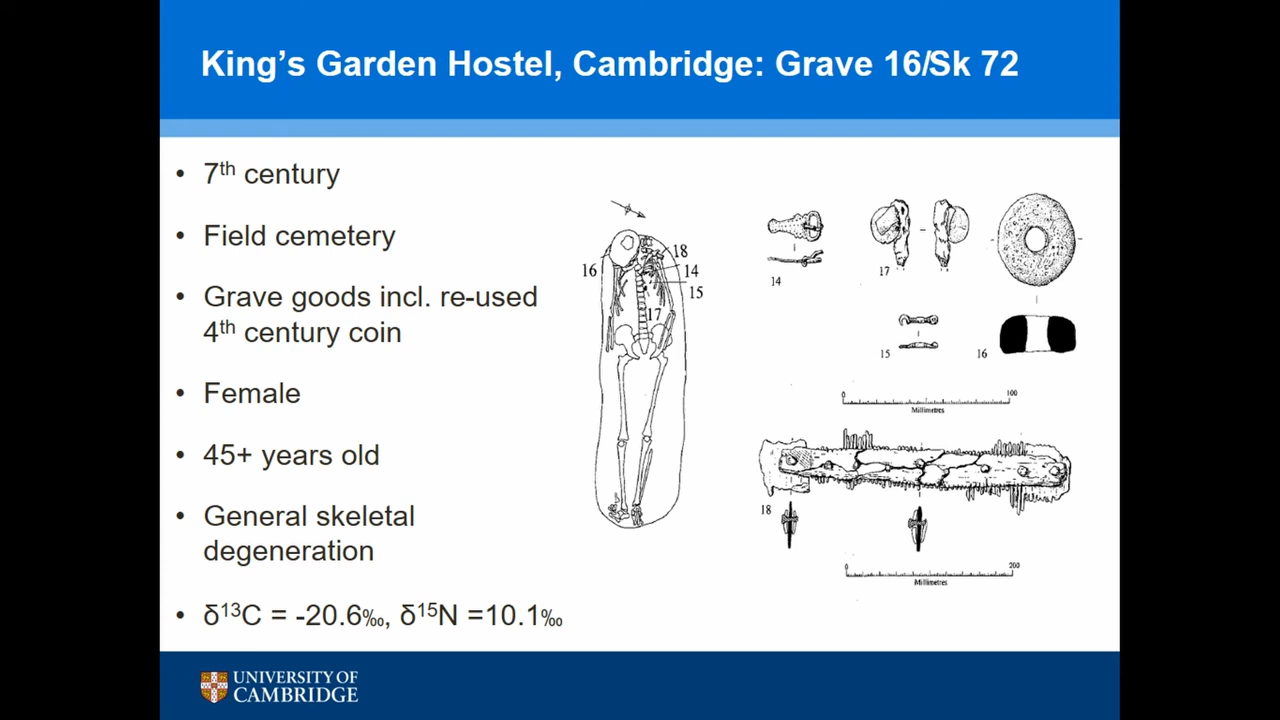 King's Garden Hostel, Cambridge: Grave 16/Sk 72
• 7th century
• Field cemetery
• Grave goods incl. re-used
4th century coin
• Female
• 45+ years old
• General skeletal
degeneration
• δ13C = -20.6‰, δ15N =10.1‰
16
18
14
15
17
14
17
15
16
0 100
Millimetres
18
0 200
Millimetres
UNIVERSITY OF
CAMBRIDGE